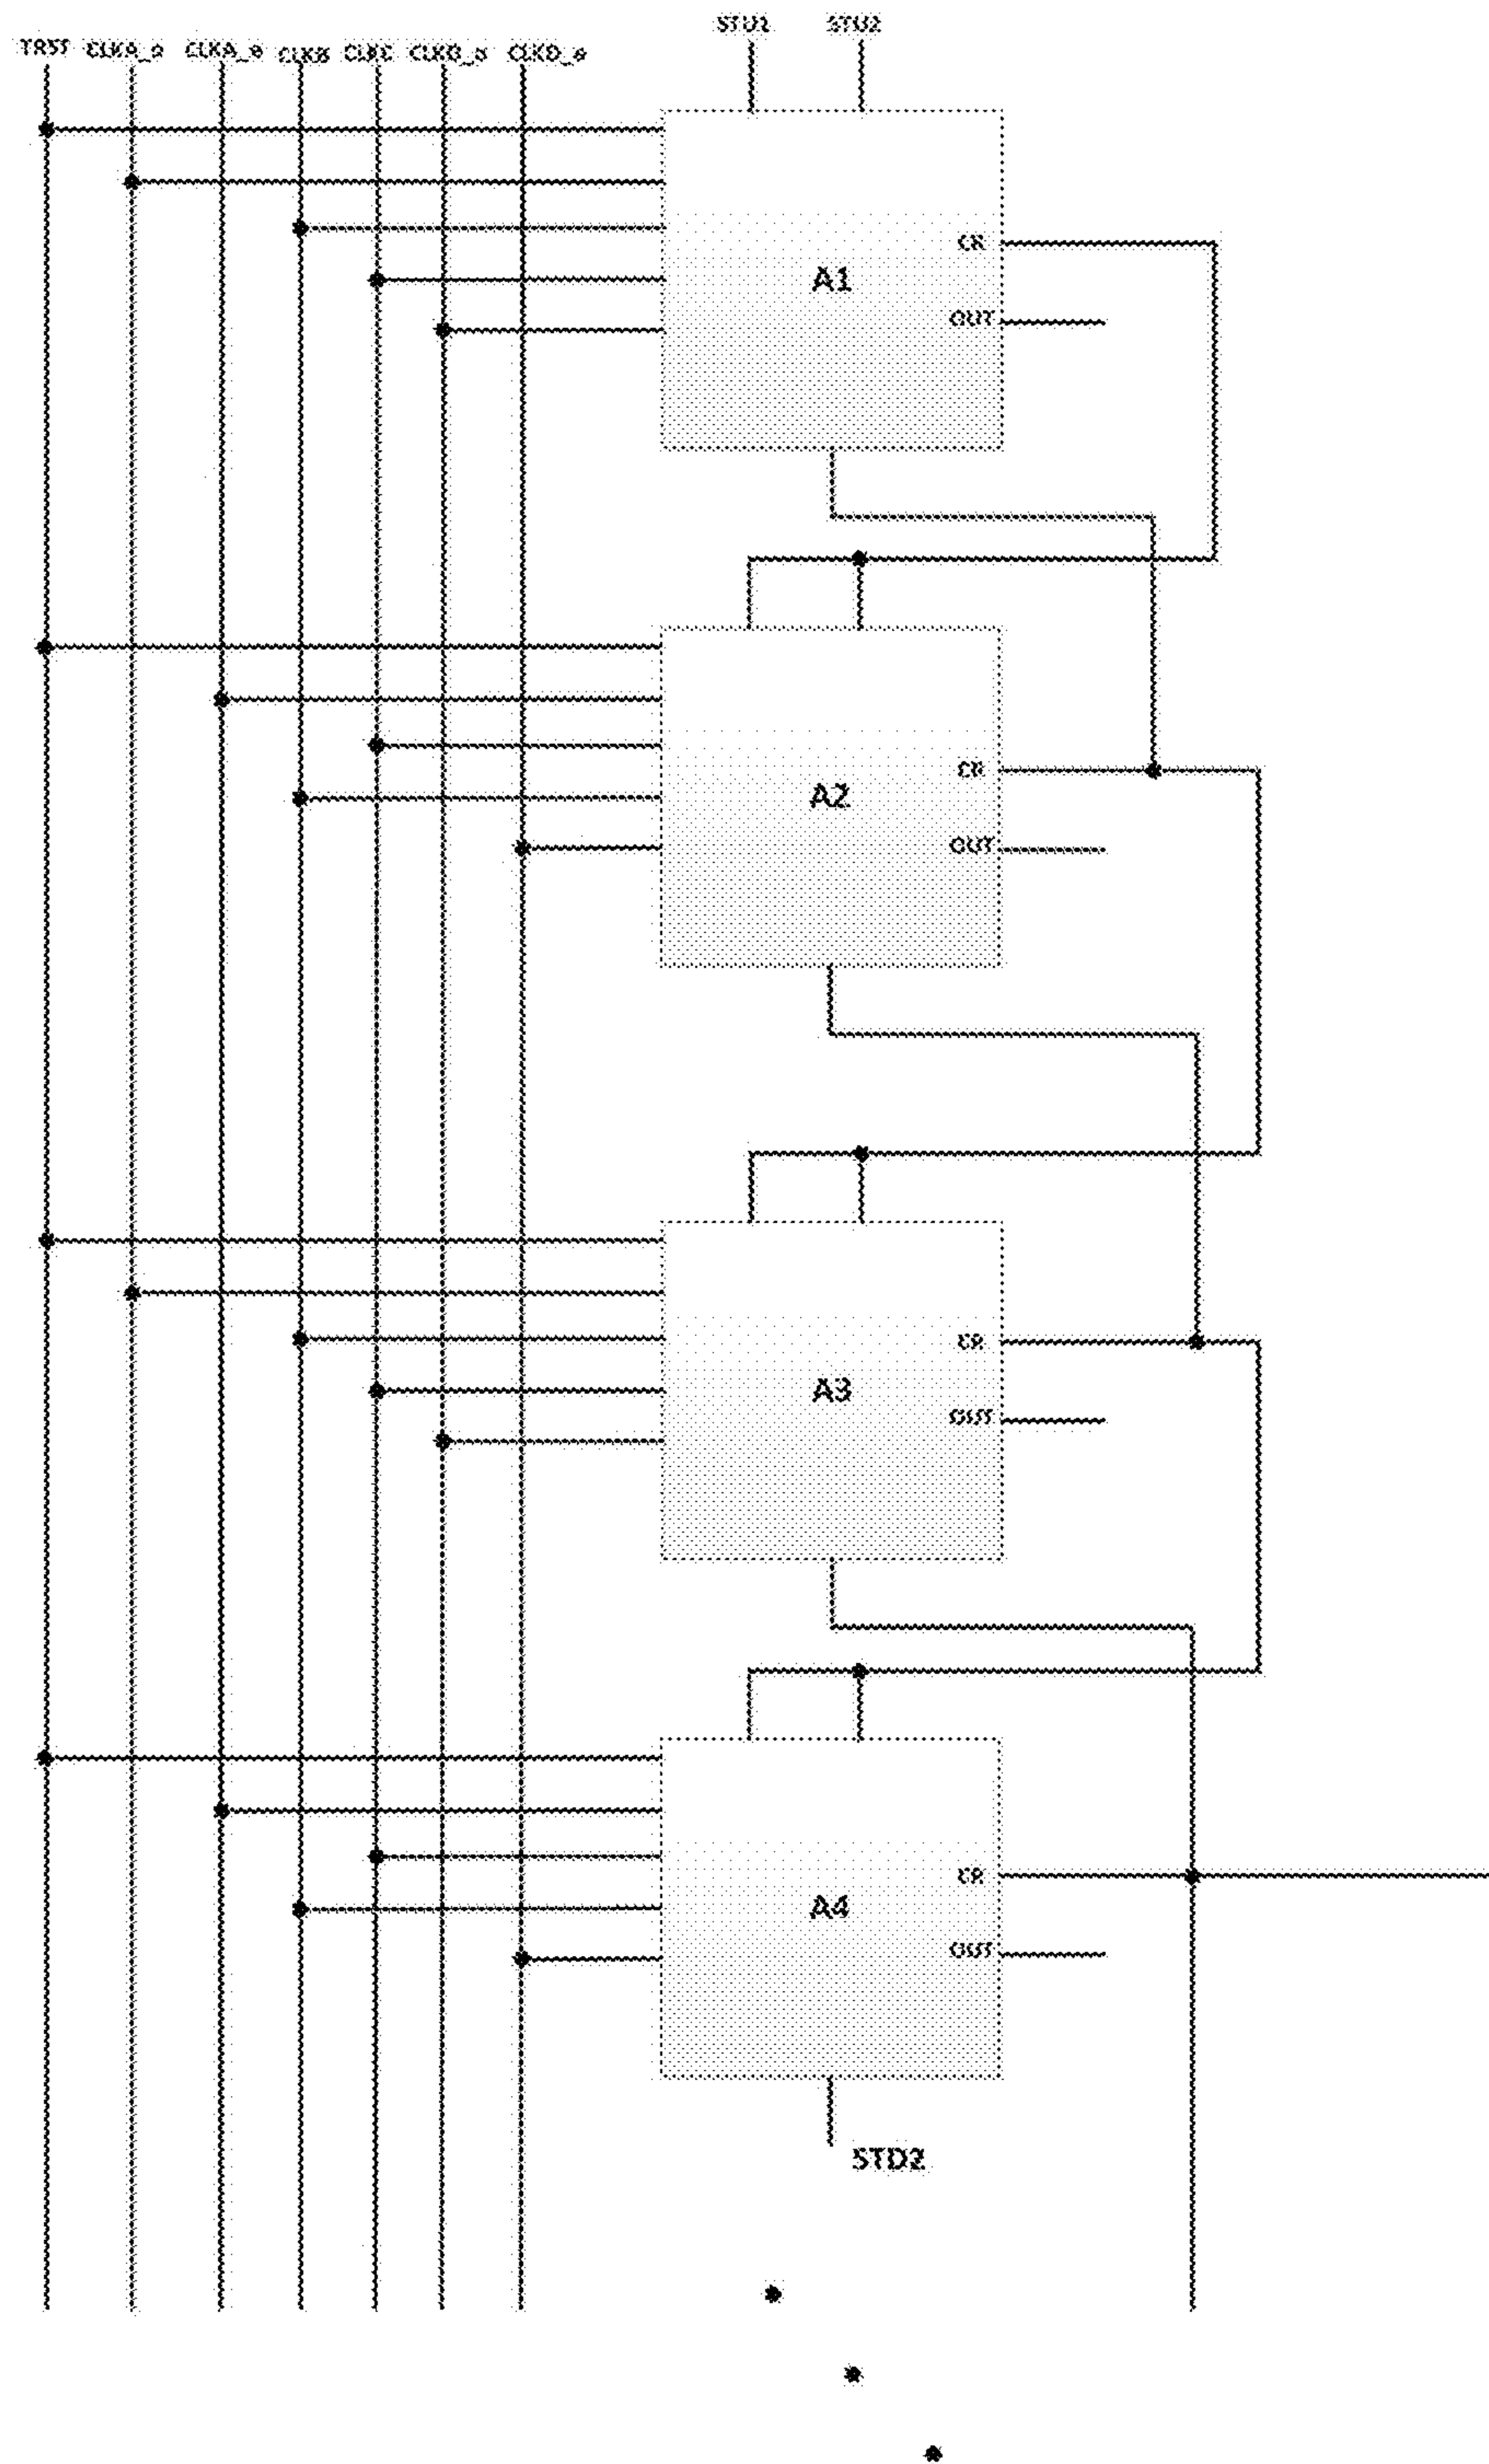 STU1 STU2
TRST CLKA_o CLKA_e CLKB CLKC CLKD_o CLKD_e
CR
A1
OUT
CR
A2
OUT
CR
A3
OUT
CR
A4
OUT
STD2